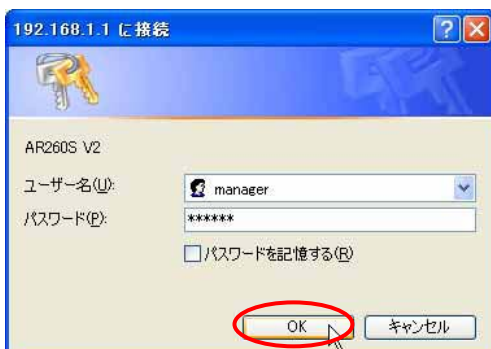 192.168.1.1 に接続
AR260S V2
ユーザー名(U):
manager
パスワード(P):
******
パスワードを記憶する(R)
OK
キャンセル